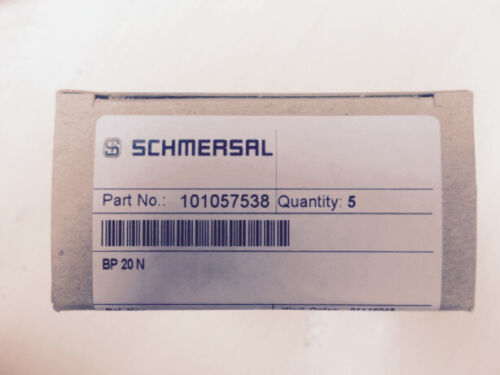 SCHMERSAL
Part No.: 101057538 Quantity: 5
BP 20 N